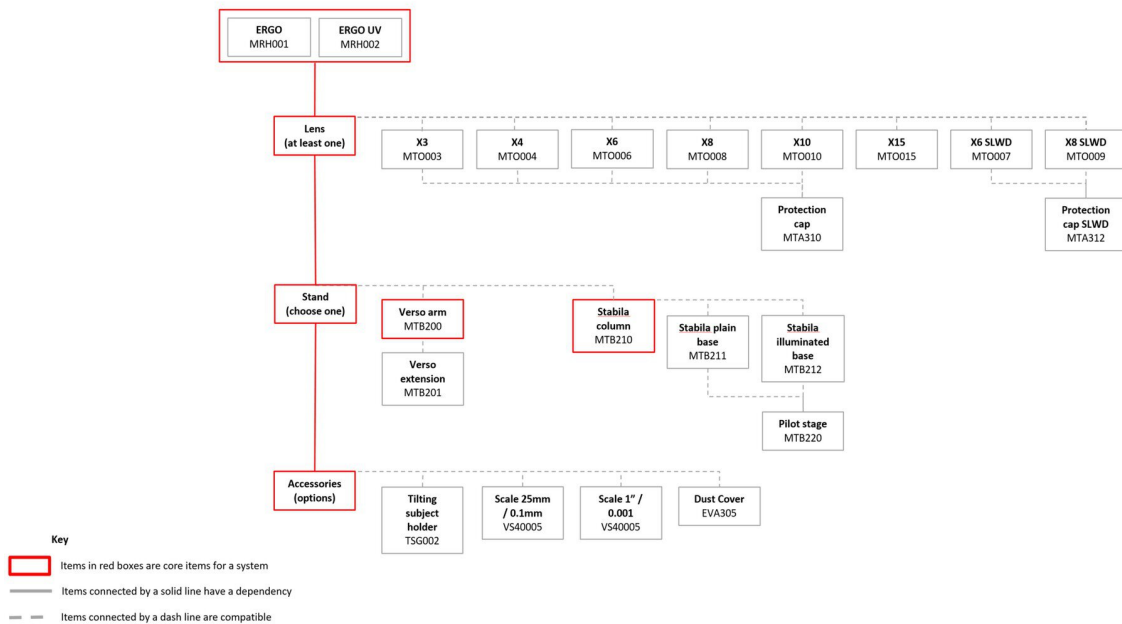 ERGO
MRH001
ERGO UV
MRH002
Lens
(at least one)
X3
MTO003
X4
MTO004
X6
MTO006
X8
MTO008
X10
MTO010
X15
MTO015
X6 SLWD
MTO007
X8 SLWD
MTO009
Protection
cap
MTA310
Protection
cap SLWD
MTA312
Stand
(choose one)
Verso arm
MTB200
Stabila
column
MTB210
Stabila plain
base
MTB211
Stabila
illuminated
base
MTB212
Verso
extension
MTB201
Pilot stage
MTB220
Accessories
(options)
Tilting
subject
holder
TSG002
Scale 25mm
/ 0.1mm
VS40005
Scale 1” /
0.001
VS40005
Dust Cover
EVA305
Key
Items in red boxes are core items for a system
Items connected by a solid line have a dependency
Items connected by a dash line are compatible